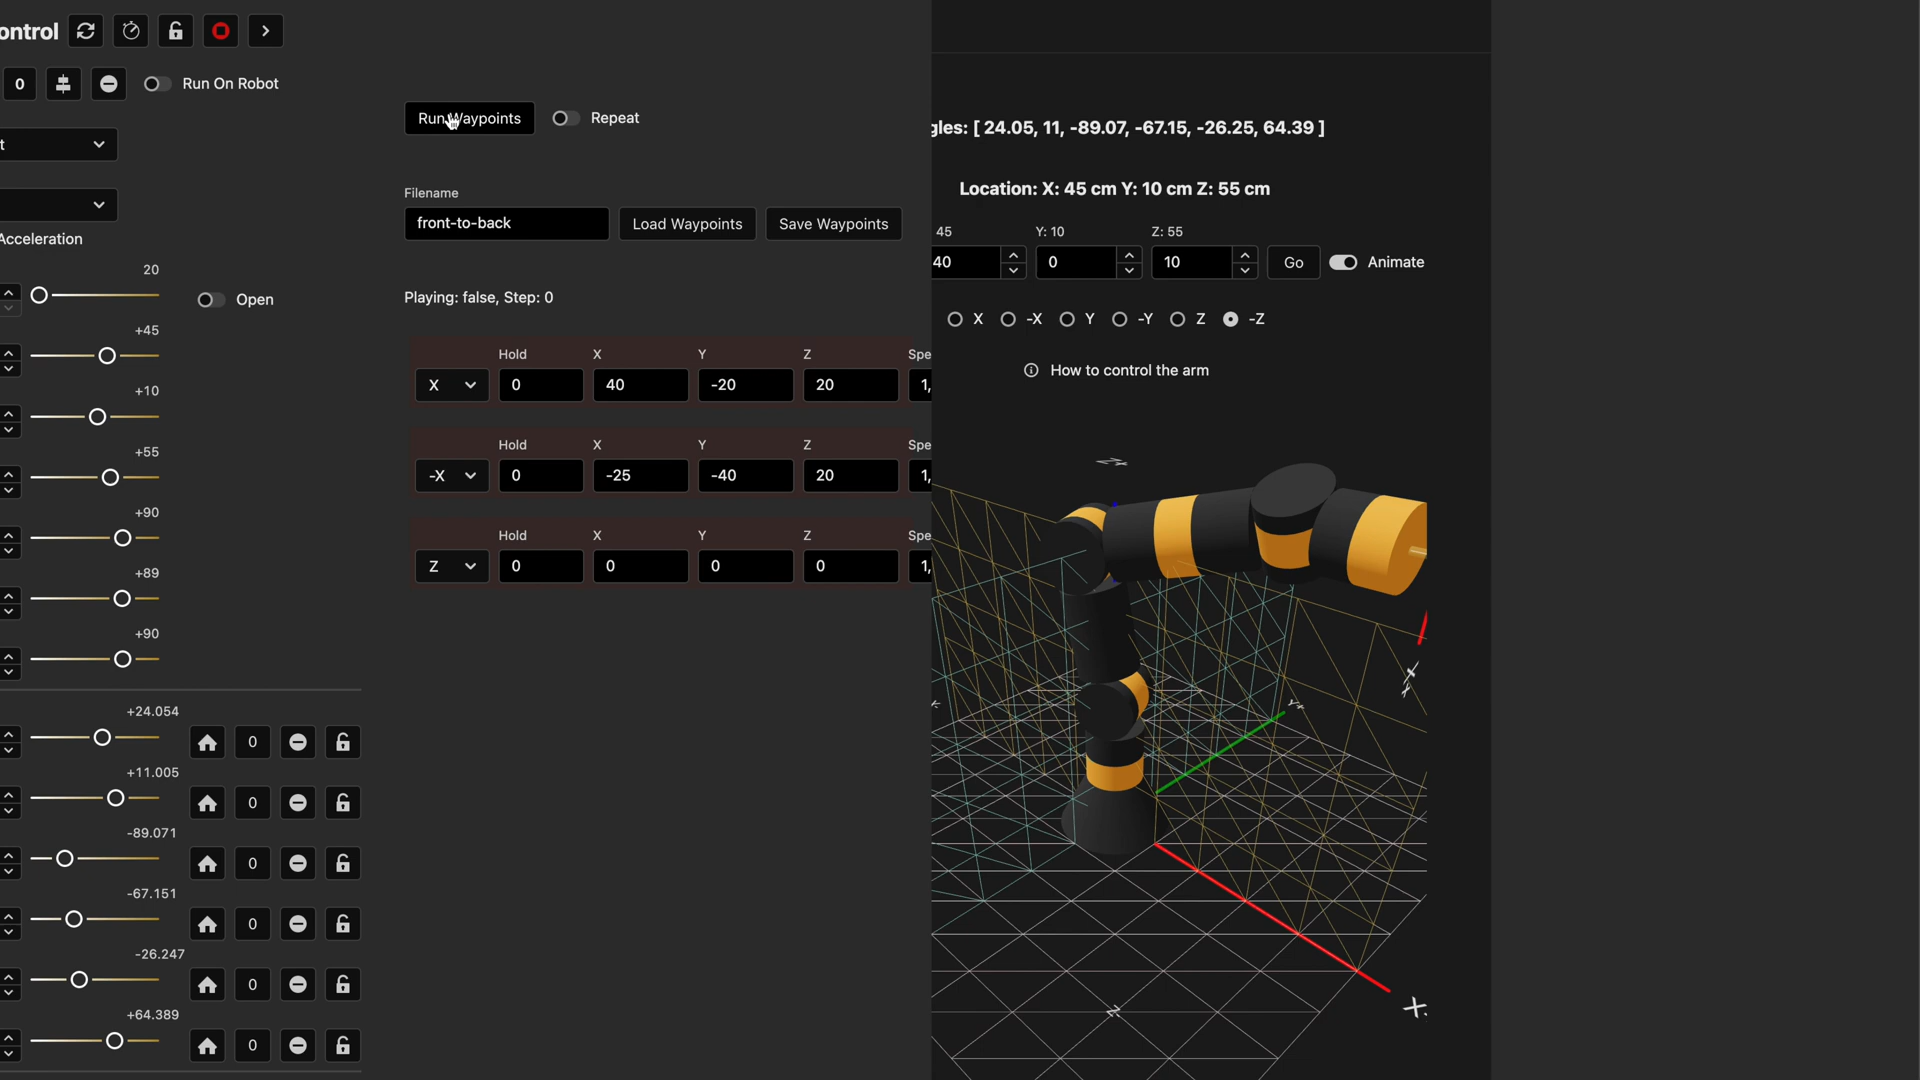 ontrol
0 Run On Robot
t
Acceleration
20
Open
+45
+10
+55
+90
+89
+90
+24.054
0
+11.005
0
-89.071
0
-67.151
0
-26.247
0
+64.389
0
Run Waypoints Repeat
Filename
front-to-back Load Waypoints Save Waypoints
Playing: false, Step: 0
Hold X Y Z Spe
X 0 40 -20 20 1,
Hold X Y Z Spe
-X 0 -25 -40 20 1,
Hold X Y Z Spe
Z 0 0 0 0 1,
gles: [ 24.05, 11, -89.07, -67.15, -26.25, 64.39 ]
Location: X: 45 cm Y: 10 cm Z: 55 cm
45 Y: 10 Z: 55
40 0 10 Go Animate
X -X Y -Y Z -Z
How to control the arm